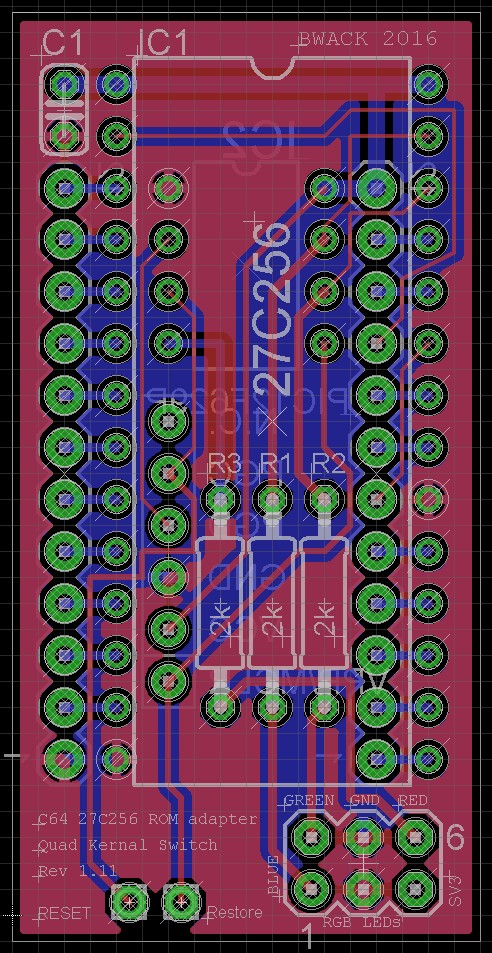 C1
IC1
BWACK 2016
IC2
27C256
R3
R1
R2
GND
2k
2k
2k
GREEN
GND
RED
C64 27C256 ROM adapter
Quad Kernal Switch
Rev 1.11
BLUE
6
SV3
RESET
Restore
RGB LEDs
1